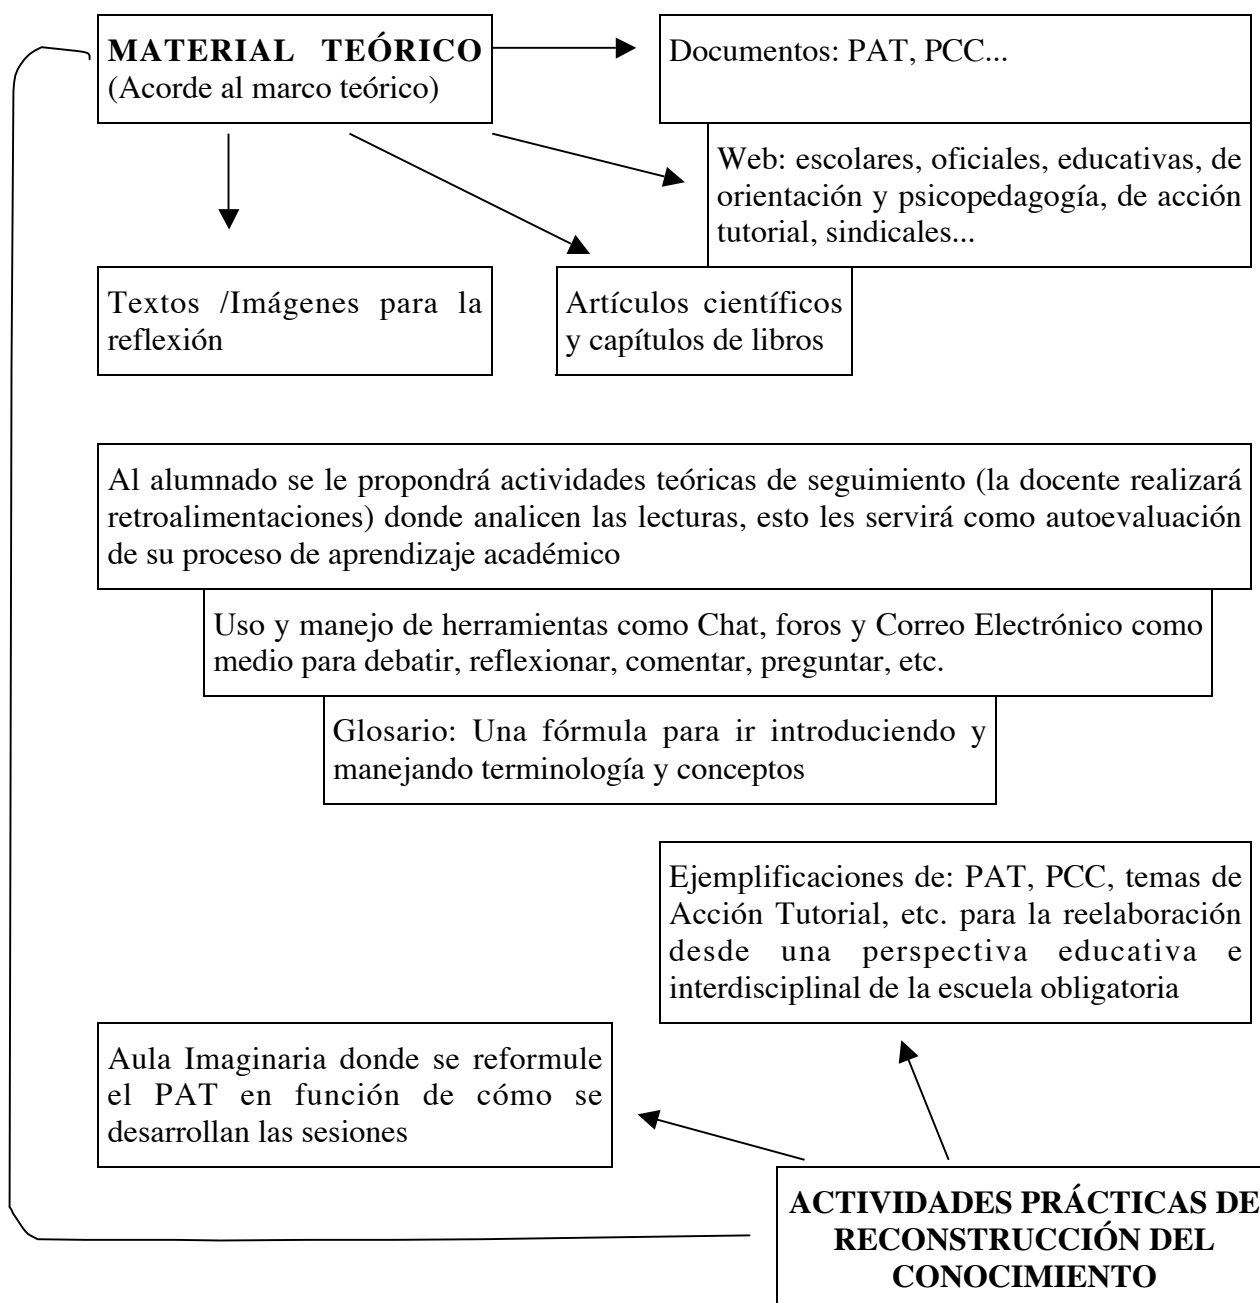 MATERIAL TEÓRICO
(Acorde al marco teórico)
Documentos: PAT, PCC...
Web: escolares, oficiales, educativas, de
orientación y psicopedagogía, de acción
tutorial, sindicales...
Textos /Imágenes para la
reflexión
Artículos científicos
y capítulos de libros
Al alumnado se le propondrá actividades teóricas de seguimiento (la docente realizará
retroalimentaciones) donde analicen las lecturas, esto les servirá como autoevaluación
de su proceso de aprendizaje académico
Uso y manejo de herramientas como Chat, foros y Correo Electrónico como
medio para debatir, reflexionar, comentar, preguntar, etc.
Glosario: Una fórmula para ir introduciendo y
manejando terminología y conceptos
Ejemplificaciones de: PAT, PCC, temas de
Acción Tutorial, etc. para la reelaboración
desde una perspectiva educativa e
interdisciplinal de la escuela obligatoria
Aula Imaginaria donde se reformule
el PAT en función de cómo se
desarrollan las sesiones
ACTIVIDADES PRÁCTICAS DE
RECONSTRUCCIÓN DEL
CONOCIMIENTO